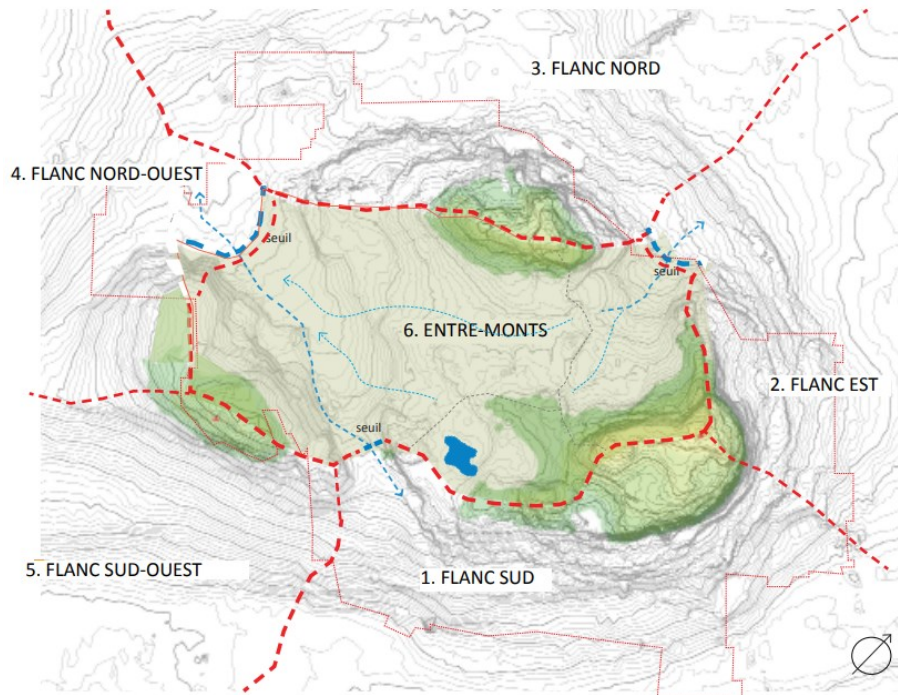 3. FLANC NORD
4. FLANC NORD-OUEST
seuil
seuil
6. ENTRE-MONTS
2. FLANC EST
seuil
5. FLANC SUD-OUEST
1. FLANC SUD